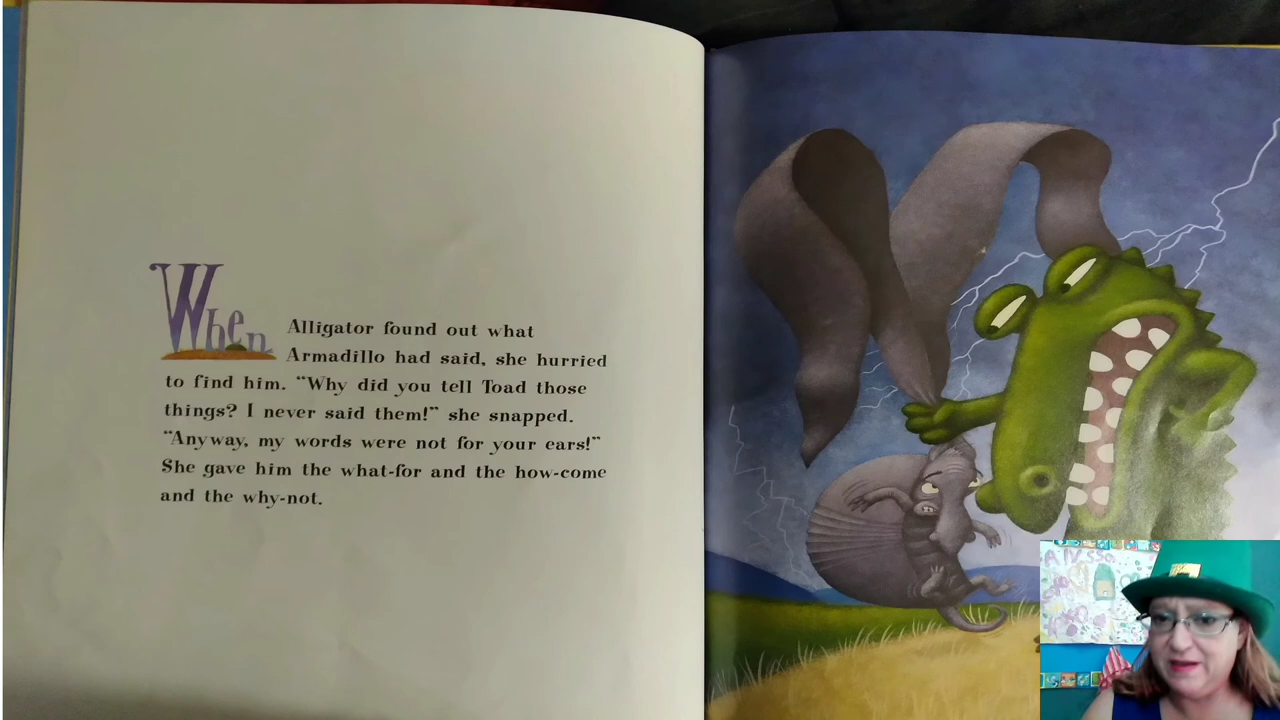 When Alligator found out what
Armadillo had said, she hurried
to find him. “Why did you tell Toad those
things? I never said them!” she snapped.
“Anyway, my words were not for your ears!”
She gave him the what-for and the how-come
and the why-not.